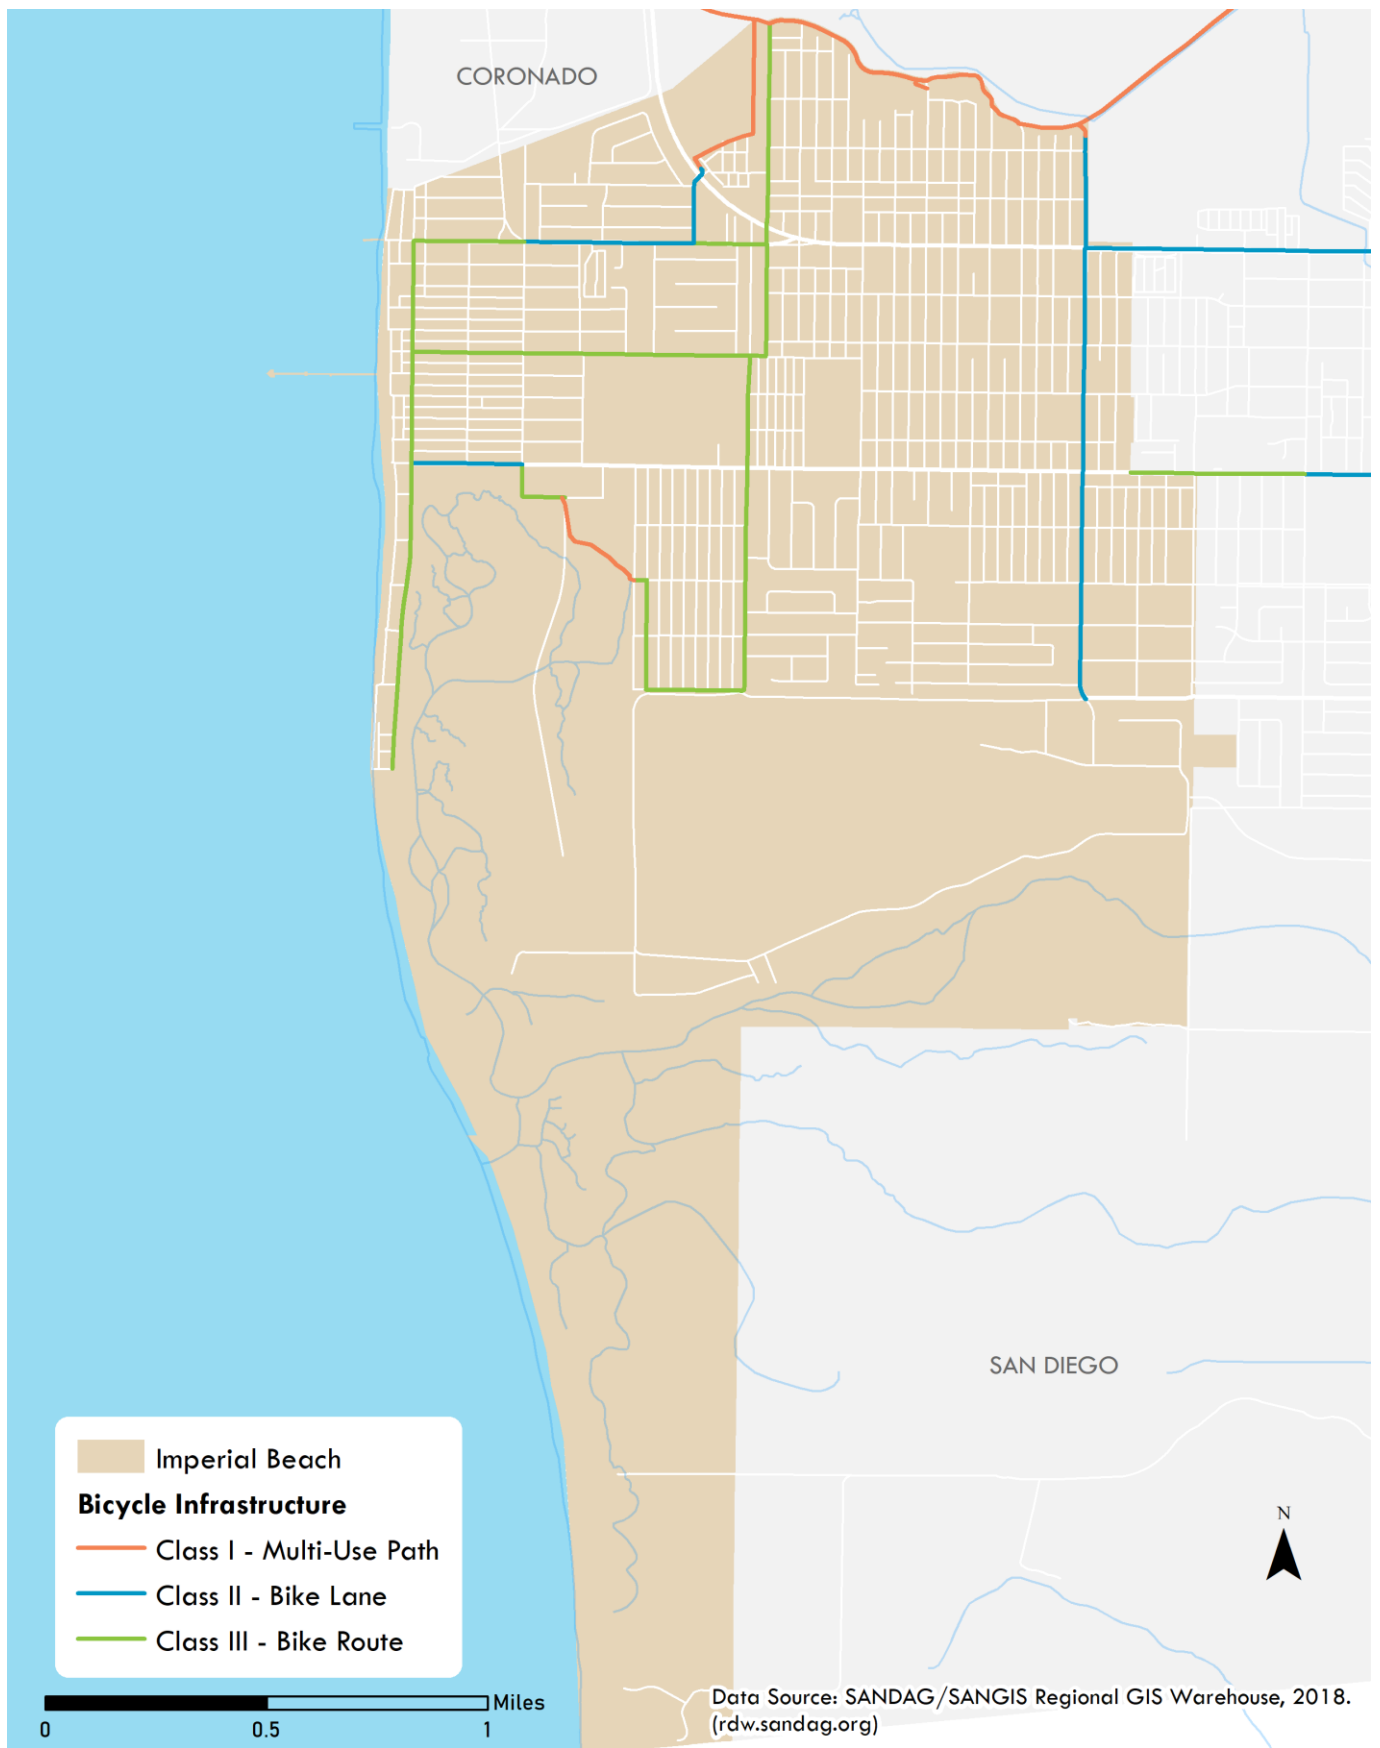 CORONADO
SAN DIEGO
Imperial Beach
Bicycle Infrastructure
Class I - Multi-Use Path
Class II - Bike Lane
Class III - Bike Route
N
Miles
0 0.5 1
Data Source: SANDAG/SANGIS Regional GIS Warehouse, 2018.
(rdw.sandag.org)